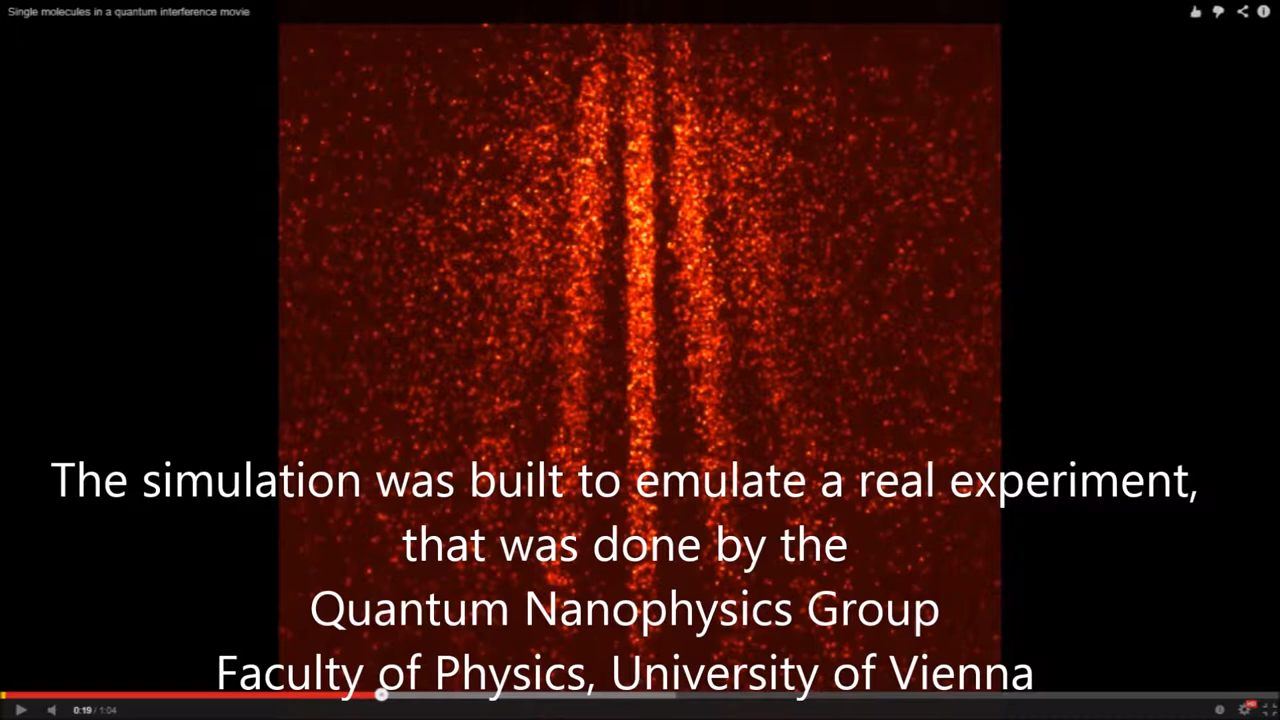 Single molecules in a quantum interference movie
The simulation was built to emulate a real experiment,
that was done by the
Quantum Nanophysics Group
Faculty of Physics, University of Vienna
0:19 / 1:04
HD